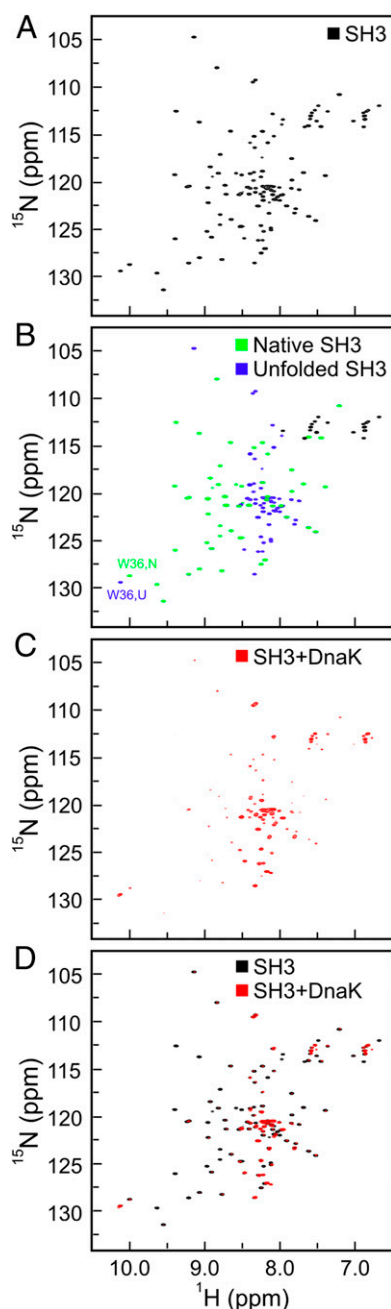 A
SH3
105
110
115
120
125
130
¹⁵N (ppm)
B
Native SH3
Unfolded SH3
105
110
115
120
125
130
¹⁵N (ppm)
W36,N
W36,U
C
SH3+DnaK
105
110
115
120
125
130
¹⁵N (ppm)
D
SH3
SH3+DnaK
105
110
115
120
125
130
¹⁵N (ppm)
10.0 9.0 8.0 7.0
¹H (ppm)